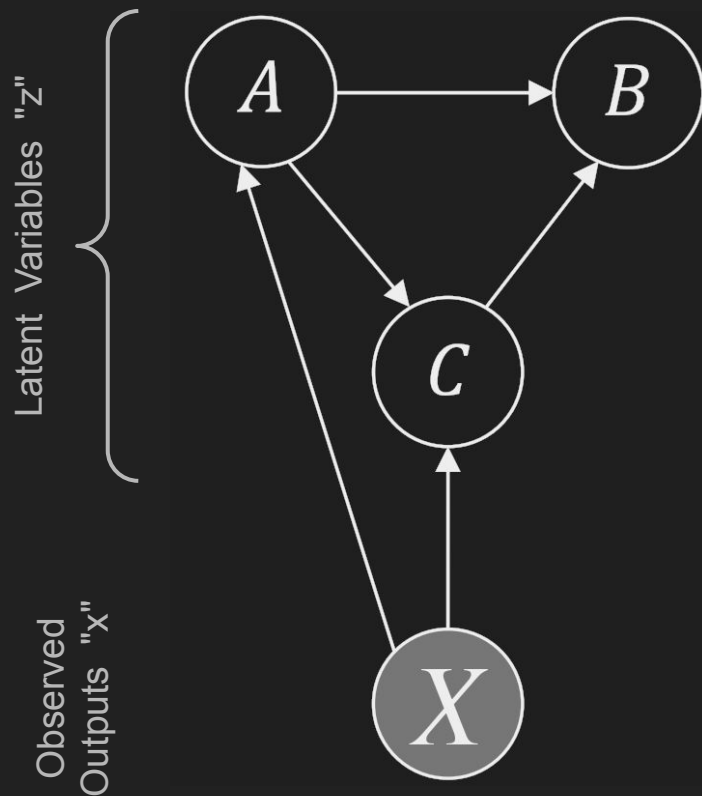 Latent Variables "z"
A
B
C
Observed
Outputs "x"
X